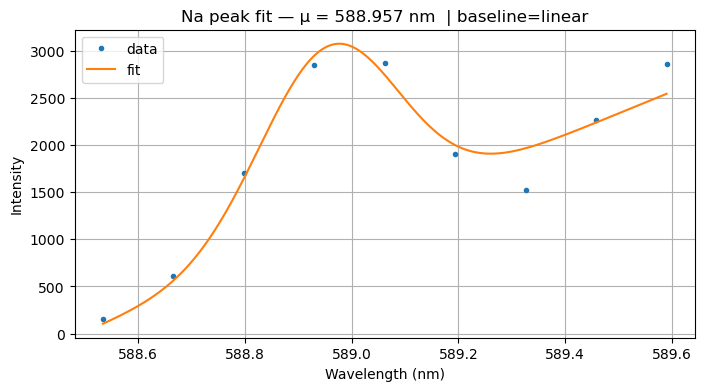 Na peak fit — μ = 588.957 nm  | baseline=linear
data
fit
Intensity
3000
2500
2000
1500
1000
500
0
588.6 588.8 589.0 589.2 589.4 589.6
Wavelength (nm)